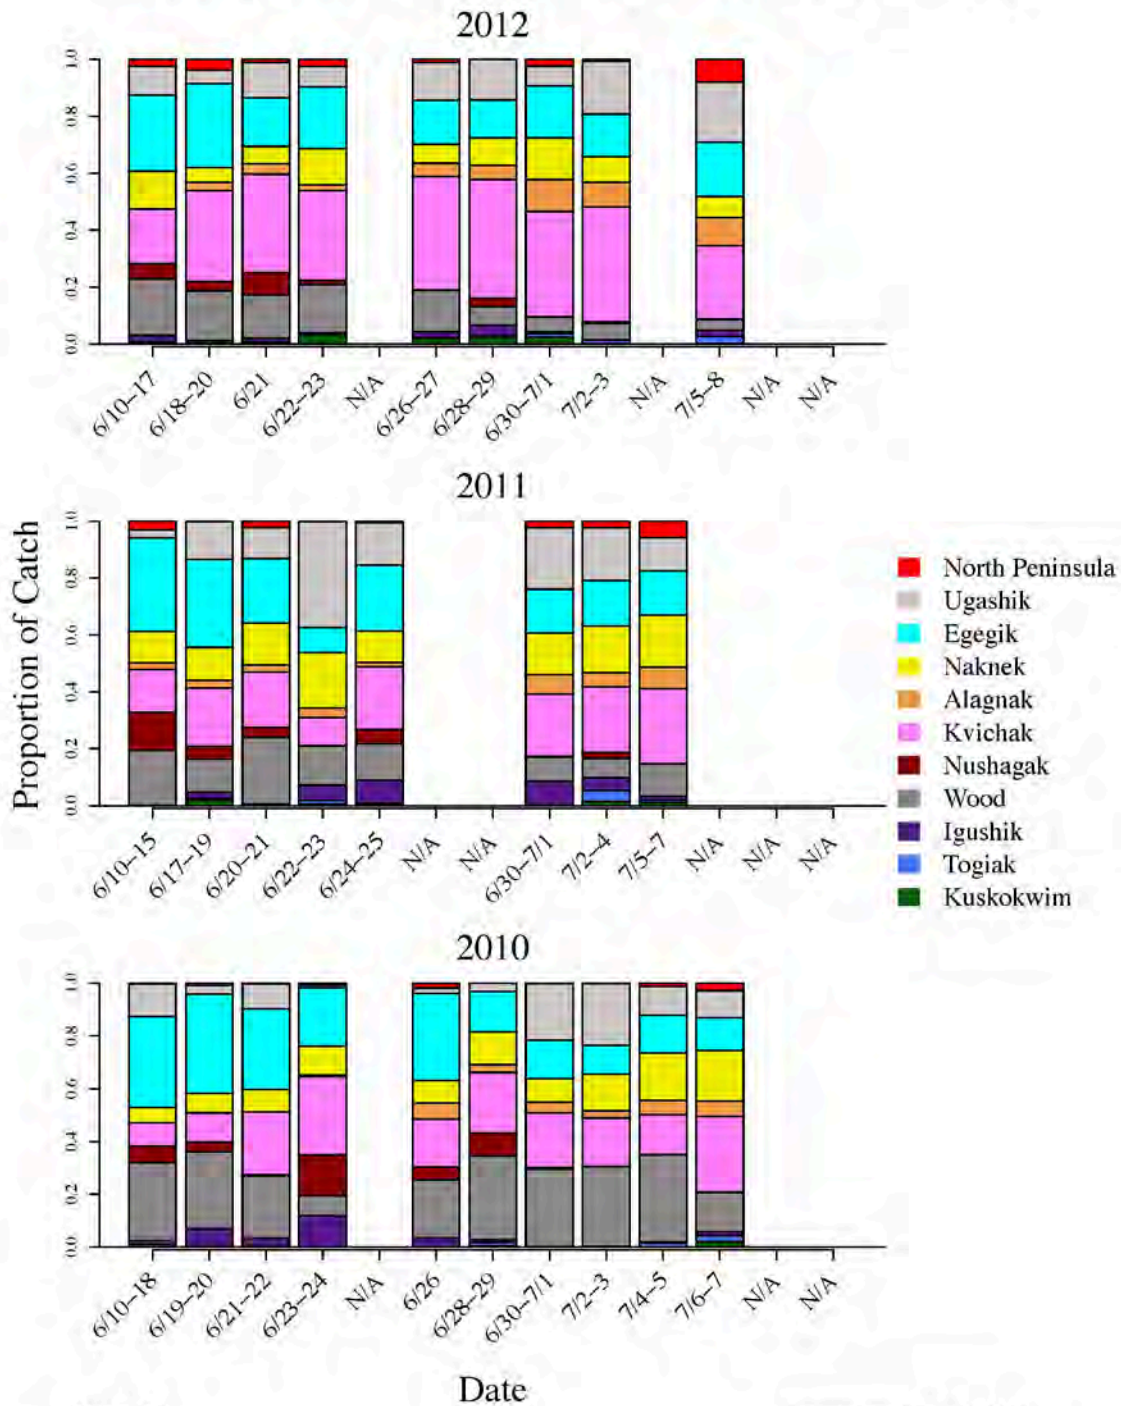 2012
1.0
0.8
0.6
0.4
0.2
0.0
6/10–17
6/18–20
6/21
6/22–23
N/A
6/26–27
6/28–29
6/30–7/1
7/2–3
N/A
7/5–8
N/A
N/A
2011
Proportion of Catch
1.0
0.8
0.6
0.4
0.2
0.0
6/10–15
6/17–19
6/20–21
6/22–23
6/24–25
N/A
N/A
6/30–7/1
7/2–4
7/5–7
N/A
N/A
N/A
North Peninsula
Ugashik
Egegik
Naknek
Alagnak
Kvichak
Nushagak
Wood
Igushik
Togiak
Kuskokwim
2010
1.0
0.8
0.6
0.4
0.2
0.0
6/10–18
6/19–20
6/21–22
6/23–24
N/A
6/26
6/28–29
6/30–7/1
7/2–3
7/4–5
7/6–7
N/A
N/A
Date